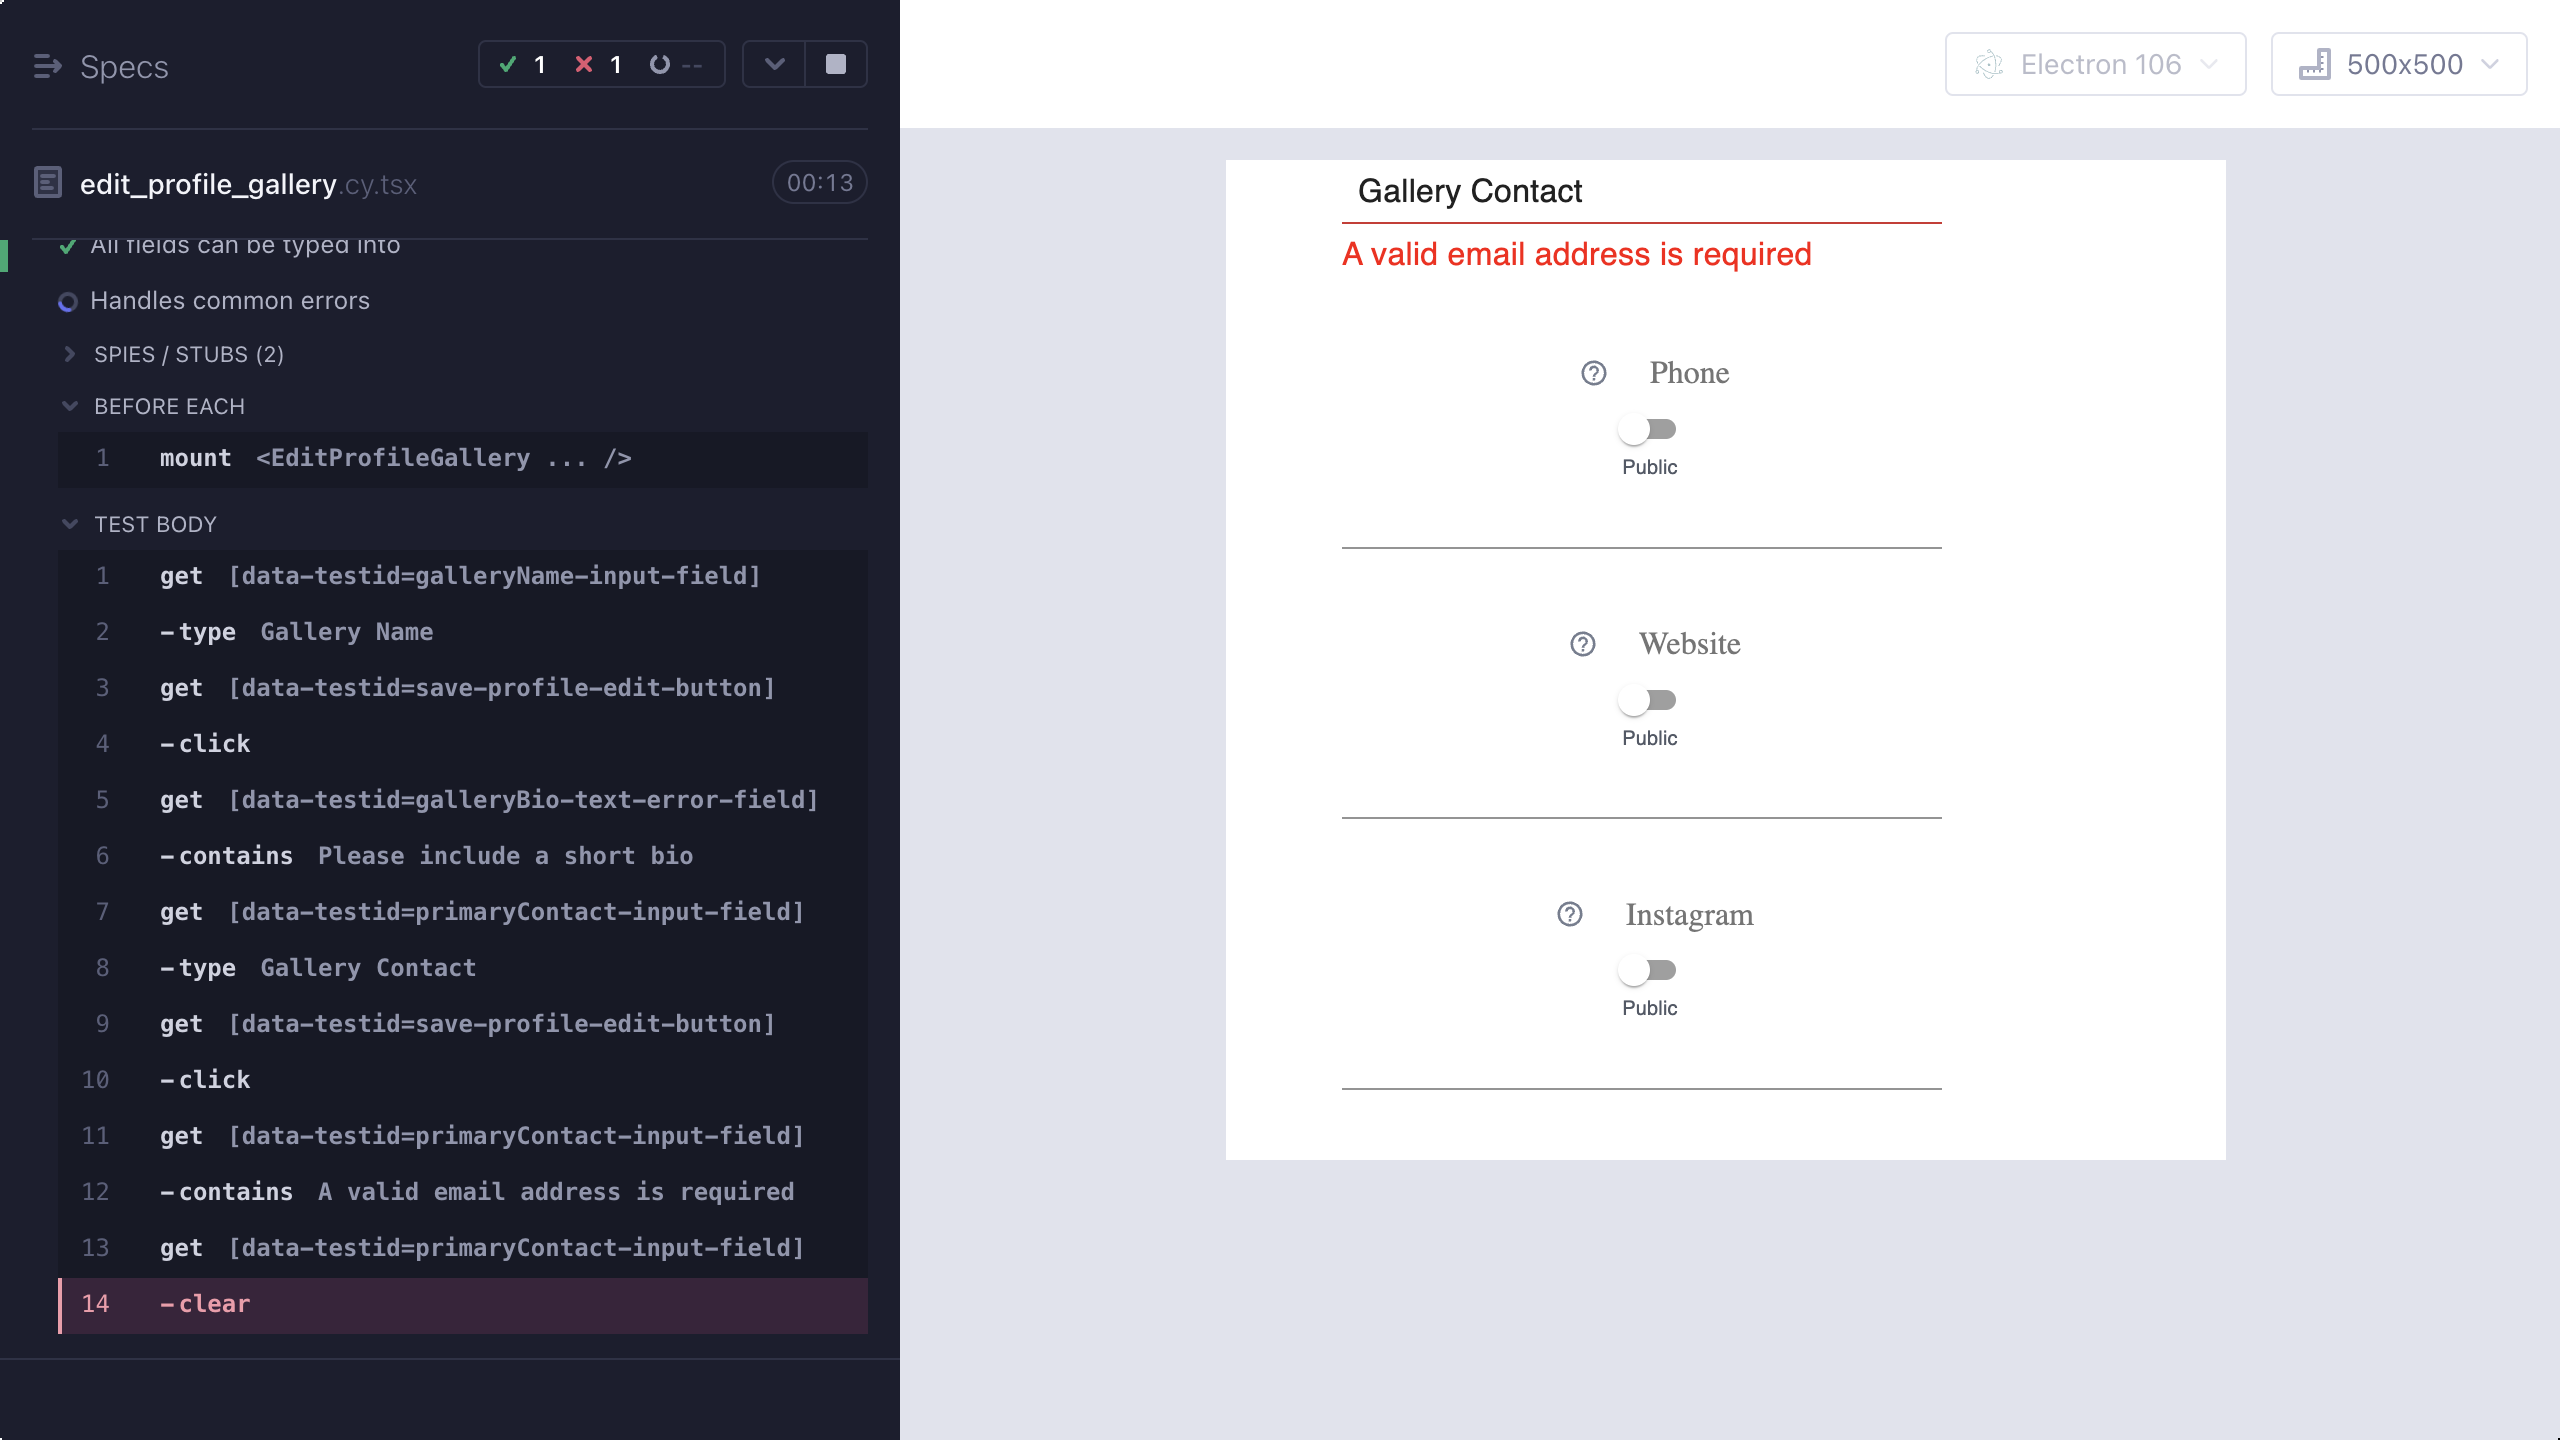 Specs
1 1 --
edit_profile_gallery.cy.tsx 00:13
All fields can be typed into
Handles common errors
SPIES / STUBS (2)
BEFORE EACH
1 mount <EditProfileGallery ... />
TEST BODY
1 get [data-testid=galleryName-input-field]
2 -type Gallery Name
3 get [data-testid=save-profile-edit-button]
4 -click
5 get [data-testid=galleryBio-text-error-field]
6 -contains Please include a short bio
7 get [data-testid=primaryContact-input-field]
8 -type Gallery Contact
9 get [data-testid=save-profile-edit-button]
10 -click
11 get [data-testid=primaryContact-input-field]
12 -contains A valid email address is required
13 get [data-testid=primaryContact-input-field]
14 -clear
Electron 106
500x500
Gallery Contact
A valid email address is required
Phone
Public
Website
Public
Instagram
Public